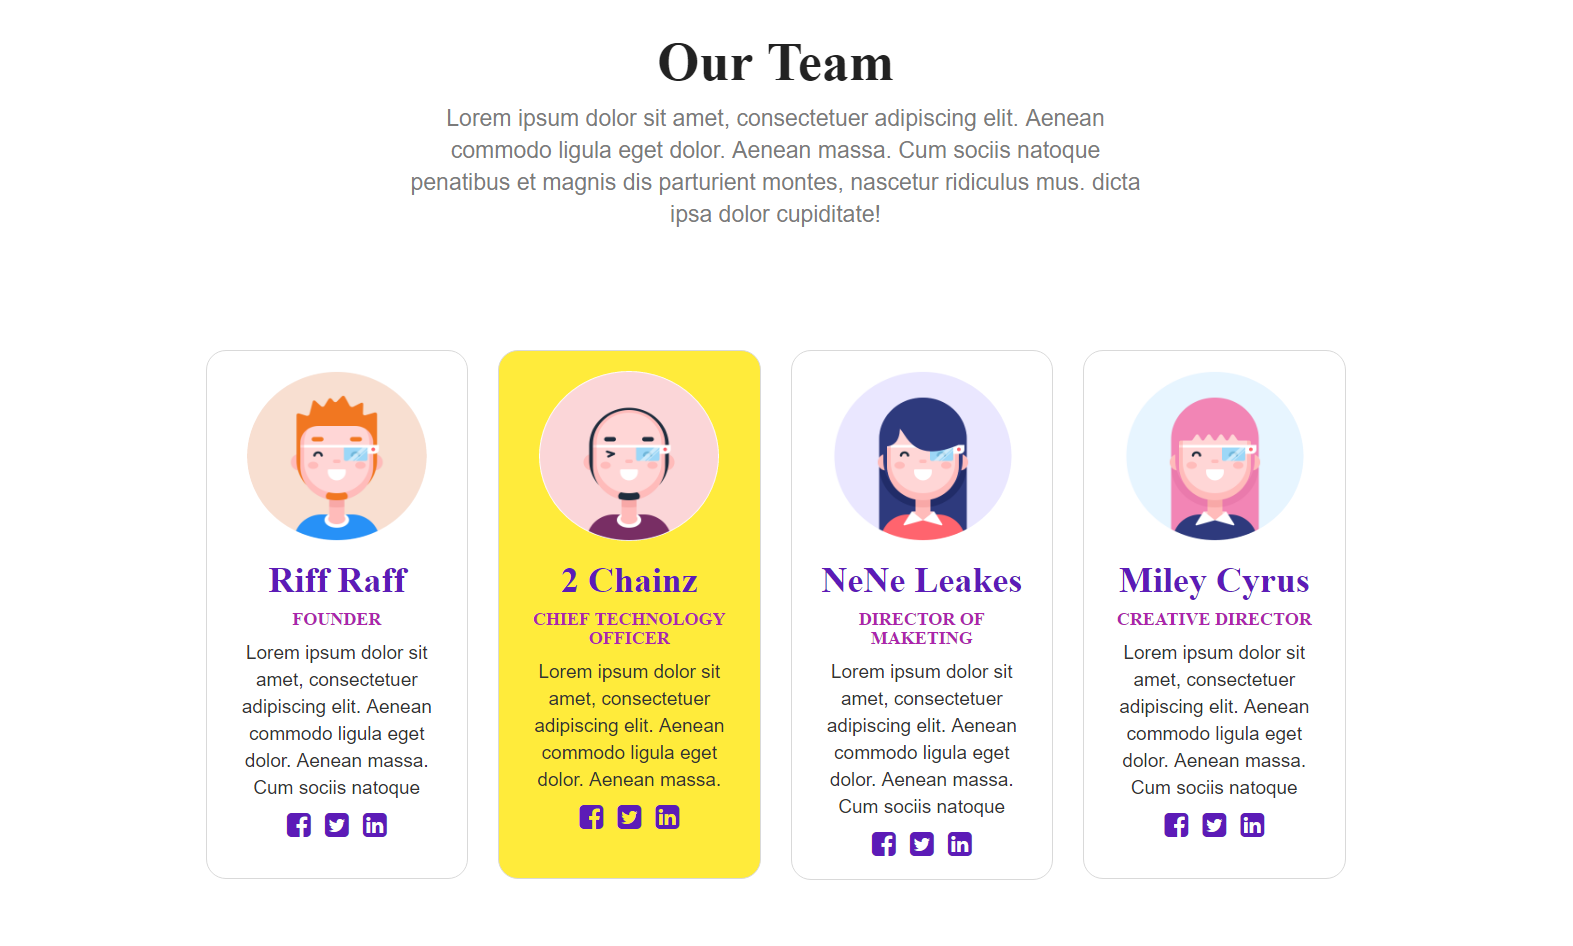 Our Team
Lorem ipsum dolor sit amet, consectetuer adipiscing elit. Aenean
commodo ligula eget dolor. Aenean massa. Cum sociis natoque
penatibus et magnis dis parturient montes, nascetur ridiculus mus. dicta
ipsa dolor cupiditate!
Riff Raff
FOUNDER
Lorem ipsum dolor sit
amet, consectetuer
adipiscing elit. Aenean
commodo ligula eget
dolor. Aenean massa.
Cum sociis natoque
2 Chainz
CHIEF TECHNOLOGY
OFFICER
Lorem ipsum dolor sit
amet, consectetuer
adipiscing elit. Aenean
commodo ligula eget
dolor. Aenean massa.
NeNe Leakes
DIRECTOR OF
MAKETING
Lorem ipsum dolor sit
amet, consectetuer
adipiscing elit. Aenean
commodo ligula eget
dolor. Aenean massa.
Cum sociis natoque
Miley Cyrus
CREATIVE DIRECTOR
Lorem ipsum dolor sit
amet, consectetuer
adipiscing elit. Aenean
commodo ligula eget
dolor. Aenean massa.
Cum sociis natoque